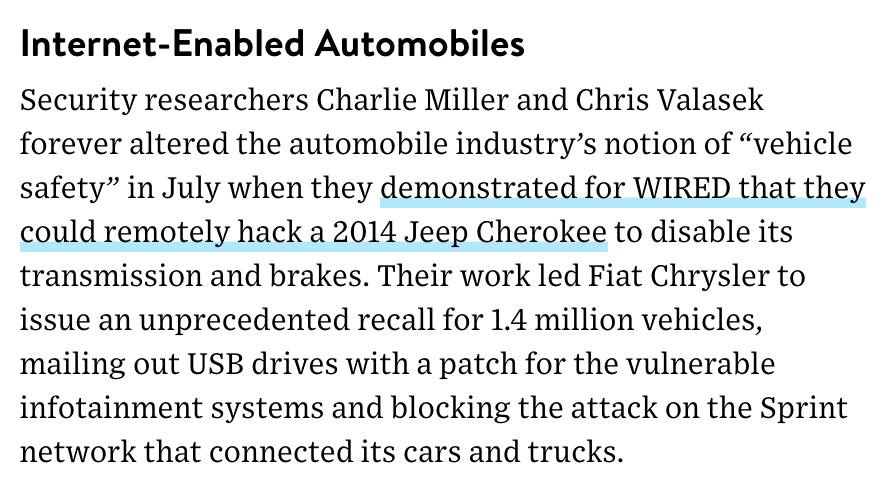 Internet-Enabled Automobiles
Security researchers Charlie Miller and Chris Valasek
forever altered the automobile industry’s notion of “vehicle
safety” in July when they demonstrated for WIRED that they
could remotely hack a 2014 Jeep Cherokee to disable its
transmission and brakes. Their work led Fiat Chrysler to
issue an unprecedented recall for 1.4 million vehicles,
mailing out USB drives with a patch for the vulnerable
infotainment systems and blocking the attack on the Sprint
network that connected its cars and trucks.